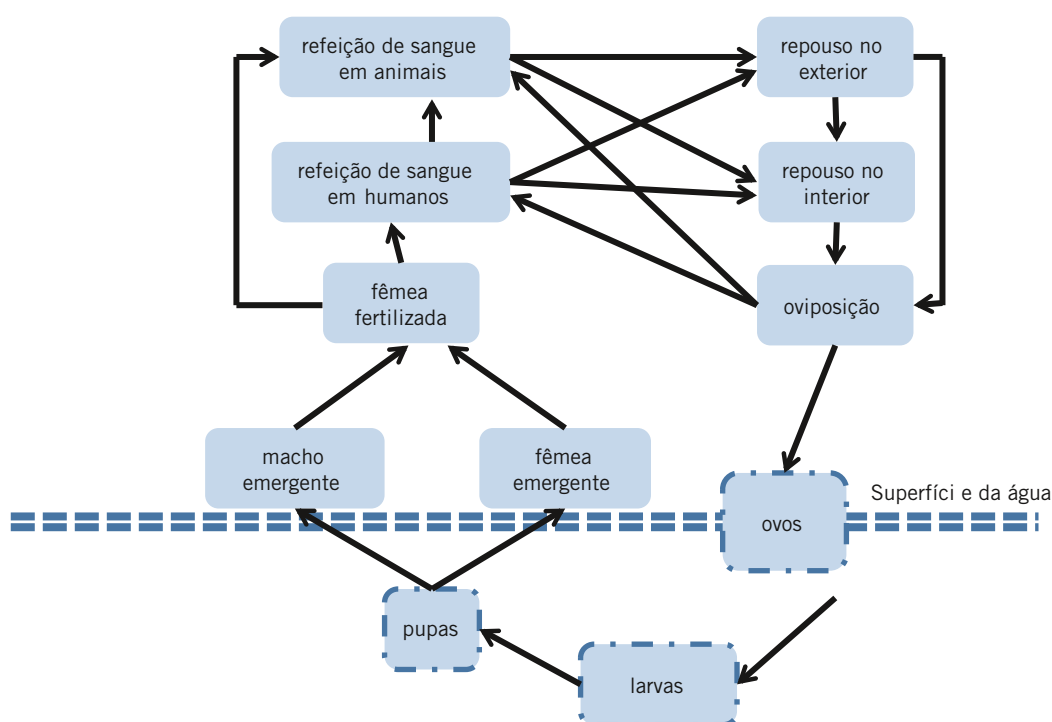 refeição de sangue
em animais
repouso no
exterior
refeição de sangue
em humanos
repouso no
interior
fêmea
fertilizada
oviposição
macho
emergente
fêmea
emergente
Superfíci e da água
ovos
pupas
larvas